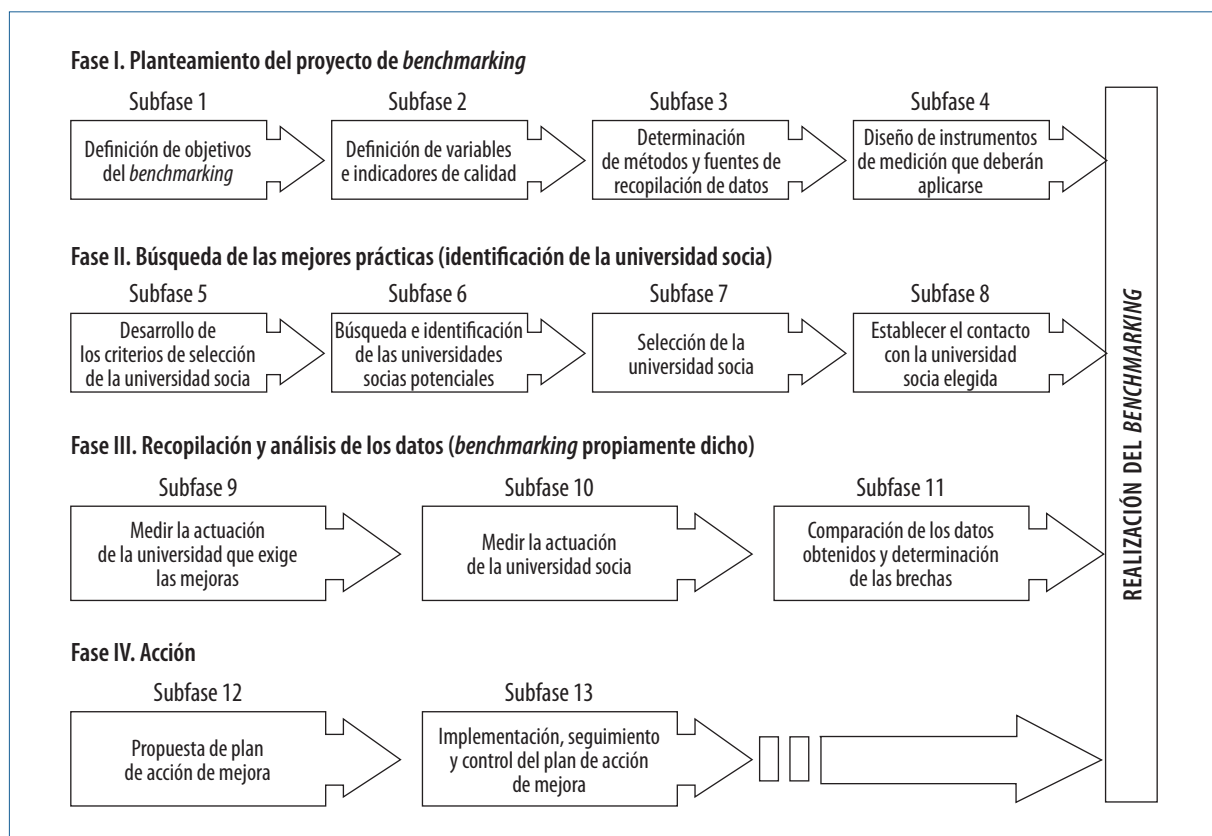 Fase I. Planteamiento del proyecto de benchmarking
Subfase 1
Definición de objetivos
del benchmarking
Subfase 2
Definición de variables
e indicadores de calidad
Subfase 3
Determinación
de métodos y fuentes de
recopilación de datos
Subfase 4
Diseño de instrumentos
de medición que deberán
aplicarse
Fase II. Búsqueda de las mejores prácticas (identificación de la universidad socia)
Subfase 5
Desarrollo de
los criterios de selección
de la universidad socia
Subfase 6
Búsqueda e identificación
de las universidades
socias potenciales
Subfase 7
Selección de la
universidad socia
Subfase 8
Establecer el contacto
con la universidad
socia elegida
Fase III. Recopilación y análisis de los datos (benchmarking propiamente dicho)
Subfase 9
Medir la actuación
de la universidad que exige
las mejoras
Subfase 10
Medir la actuación
de la universidad socia
Subfase 11
Comparación de los datos
obtenidos y determinación
de las brechas
Fase IV. Acción
Subfase 12
Propuesta de plan
de acción de mejora
Subfase 13
Implementación, seguimiento
y control del plan de acción
de mejora
REALIZACIÓN DEL BENCHMARKING